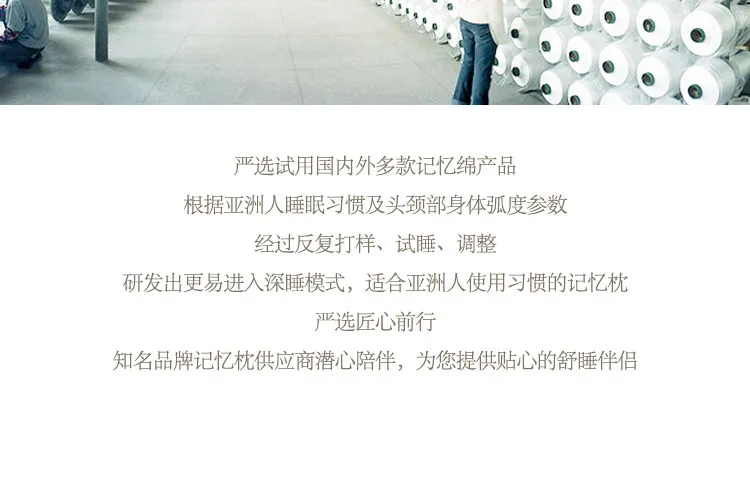 严选试用国内外多款记忆绵产品
根据亚洲人睡眠习惯及头颈部身体弧度参数
经过反复打样、试睡、调整
研发出更易进入深睡模式，适合亚洲人使用习惯的记忆枕
严选匠心前行
知名品牌记忆枕供应商潜心陪伴，为您提供贴心的舒睡伴侣